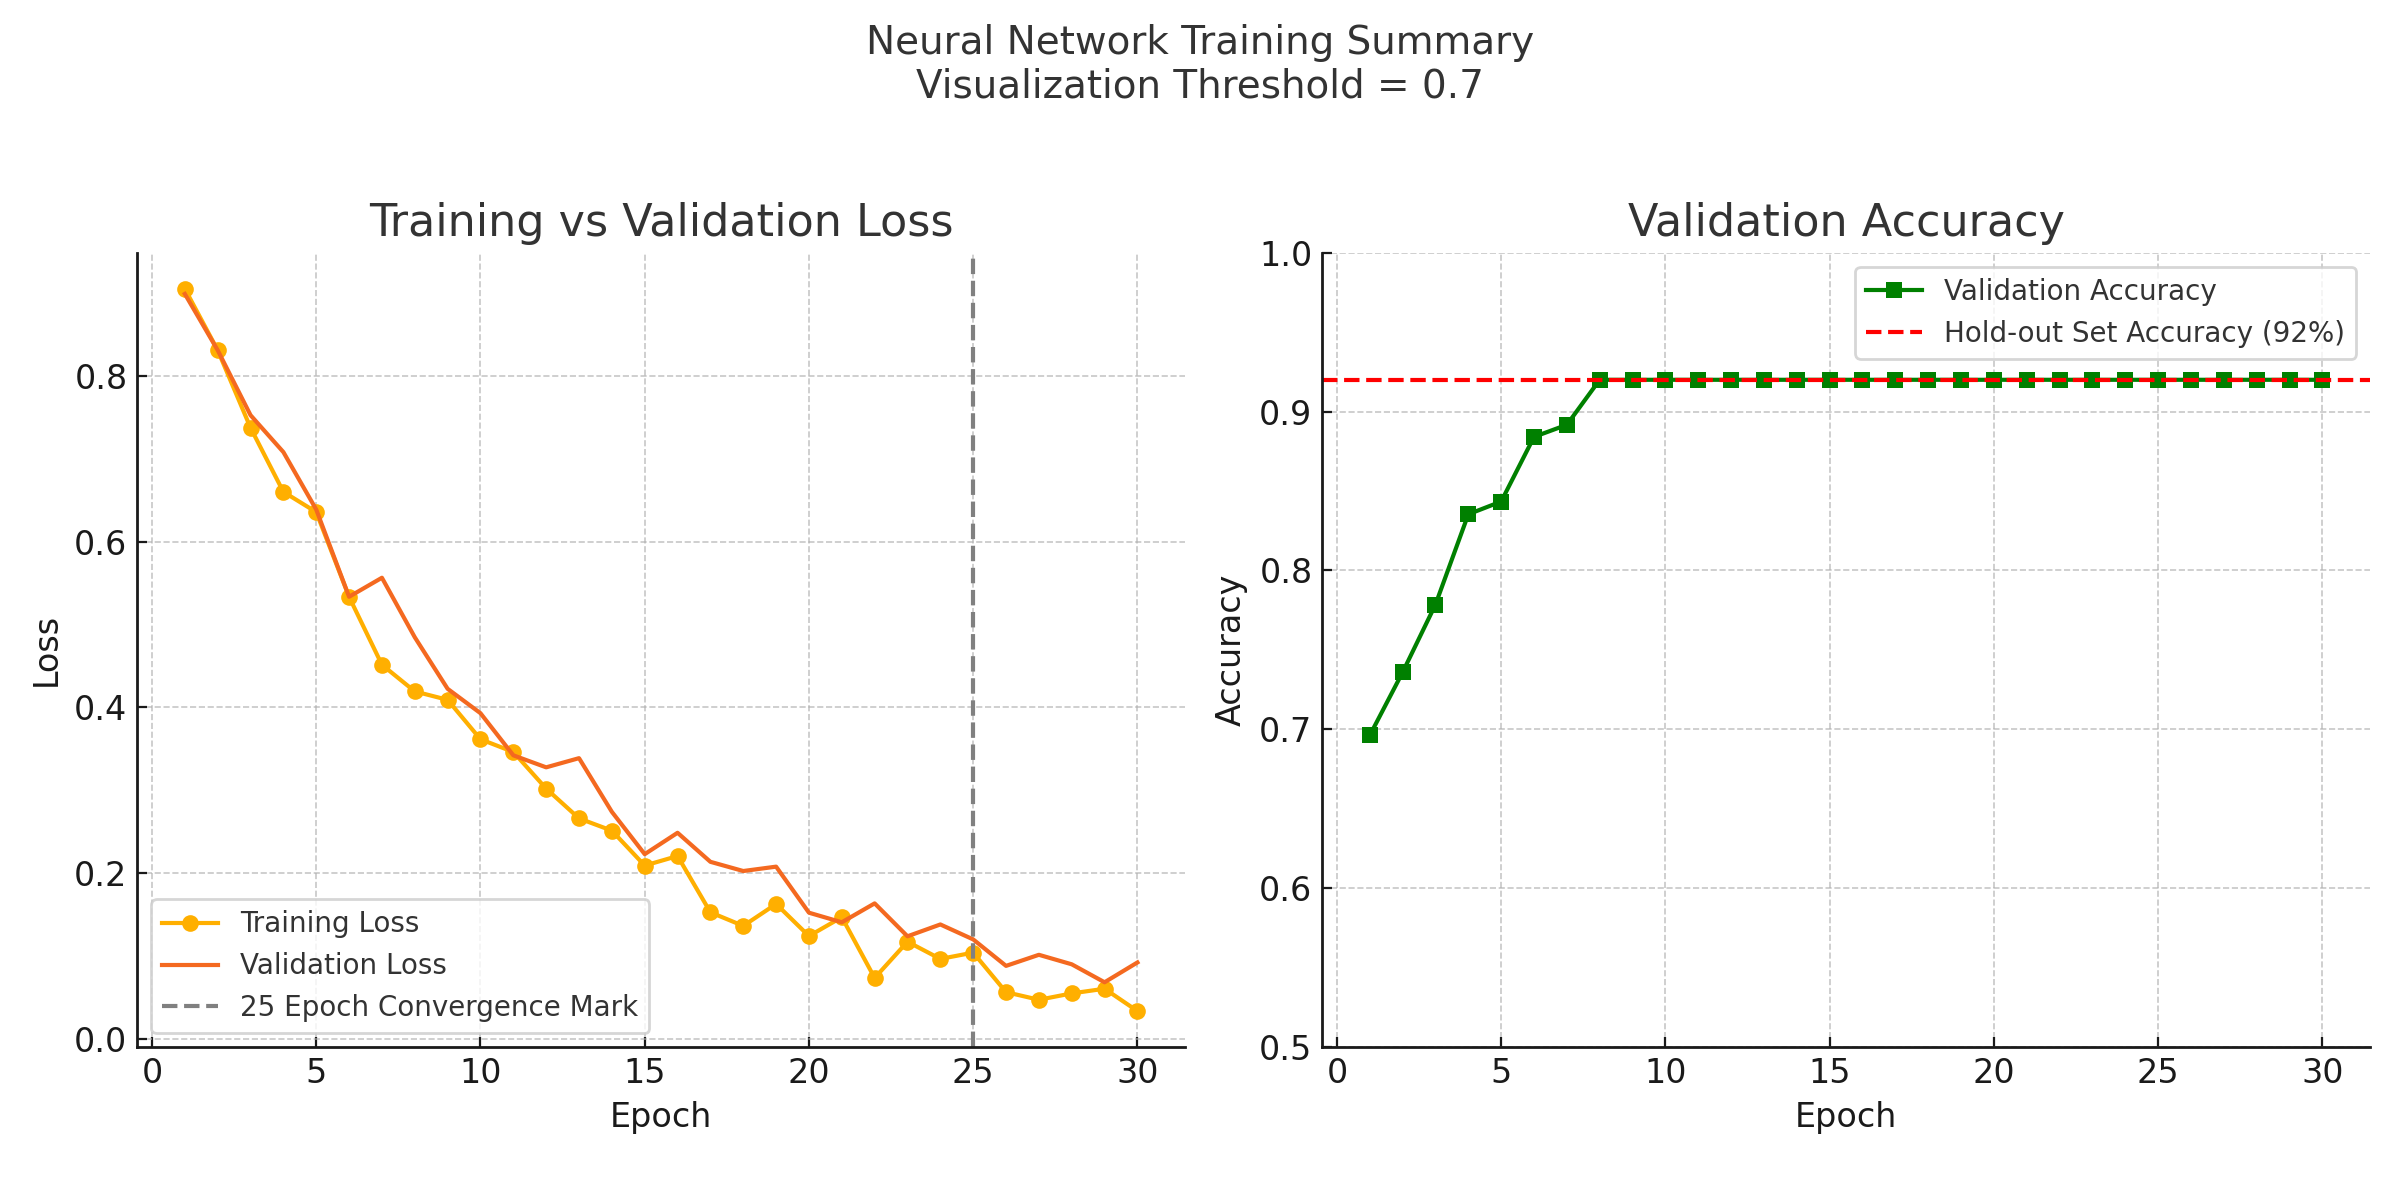 Neural Network Training Summary
Visualization Threshold = 0.7
Training vs Validation Loss
Loss
0.8
0.6
0.4
0.2
0.0
Training Loss
Validation Loss
25 Epoch Convergence Mark
0 5 10 15 20 25 30
Epoch
Validation Accuracy
Accuracy
1.0
0.9
0.8
0.7
0.6
0.5
Validation Accuracy
Hold-out Set Accuracy (92%)
0 5 10 15 20 25 30
Epoch